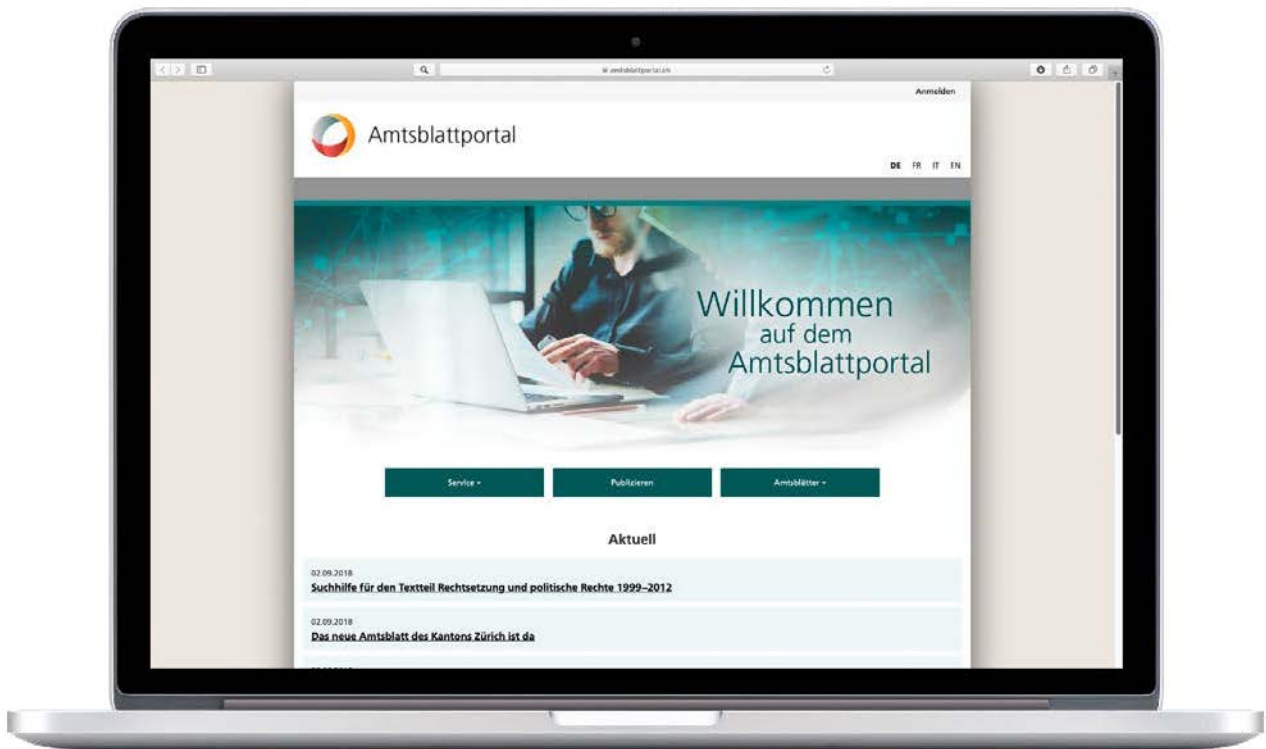 amtsblattportal.ch
Anmelden
Amtsblattportal
DE FR IT EN
Willkommen
auf dem
Amtsblattportal
Service
Publizieren
Amtsblätter
Aktuell
02.09.2018
Suchhilfe für den Textteil Rechtsetzung und politische Rechte 1999–2012
02.09.2018
Das neue Amtsblatt des Kantons Zürich ist da